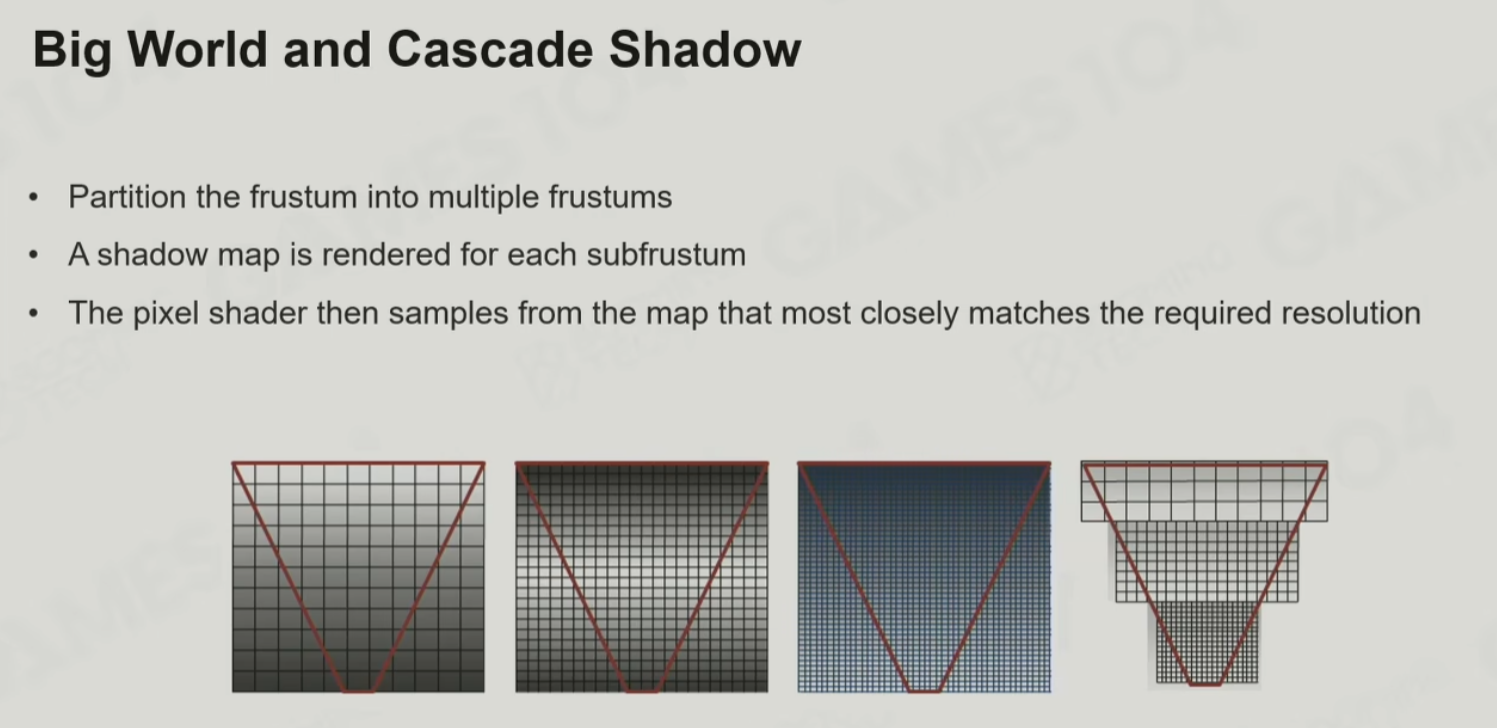 Big World and Cascade Shadow
• Partition the frustum into multiple frustums
• A shadow map is rendered for each subfrustum
• The pixel shader then samples from the map that most closely matches the required resolution
GAMES104